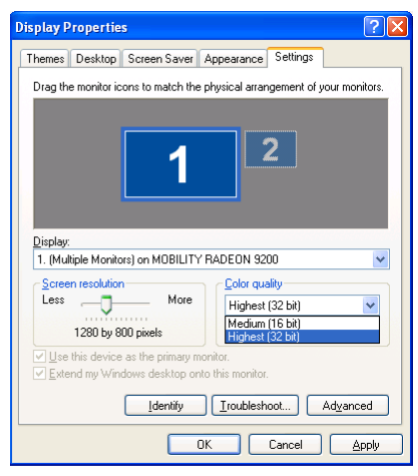 Display Properties
Themes Desktop Screen Saver Appearance Settings
Drag the monitor icons to match the physical arrangement of your monitors.
1 2
Display:
1. (Multiple Monitors) on MOBILITY RADEON 9200
Screen resolution
Less More
1280 by 800 pixels
Color quality
Highest (32 bit)
Medium (16 bit)
Highest (32 bit)
Use this device as the primary monitor.
Extend my Windows desktop onto this monitor.
Identify Troubleshoot... Advanced
OK Cancel Apply